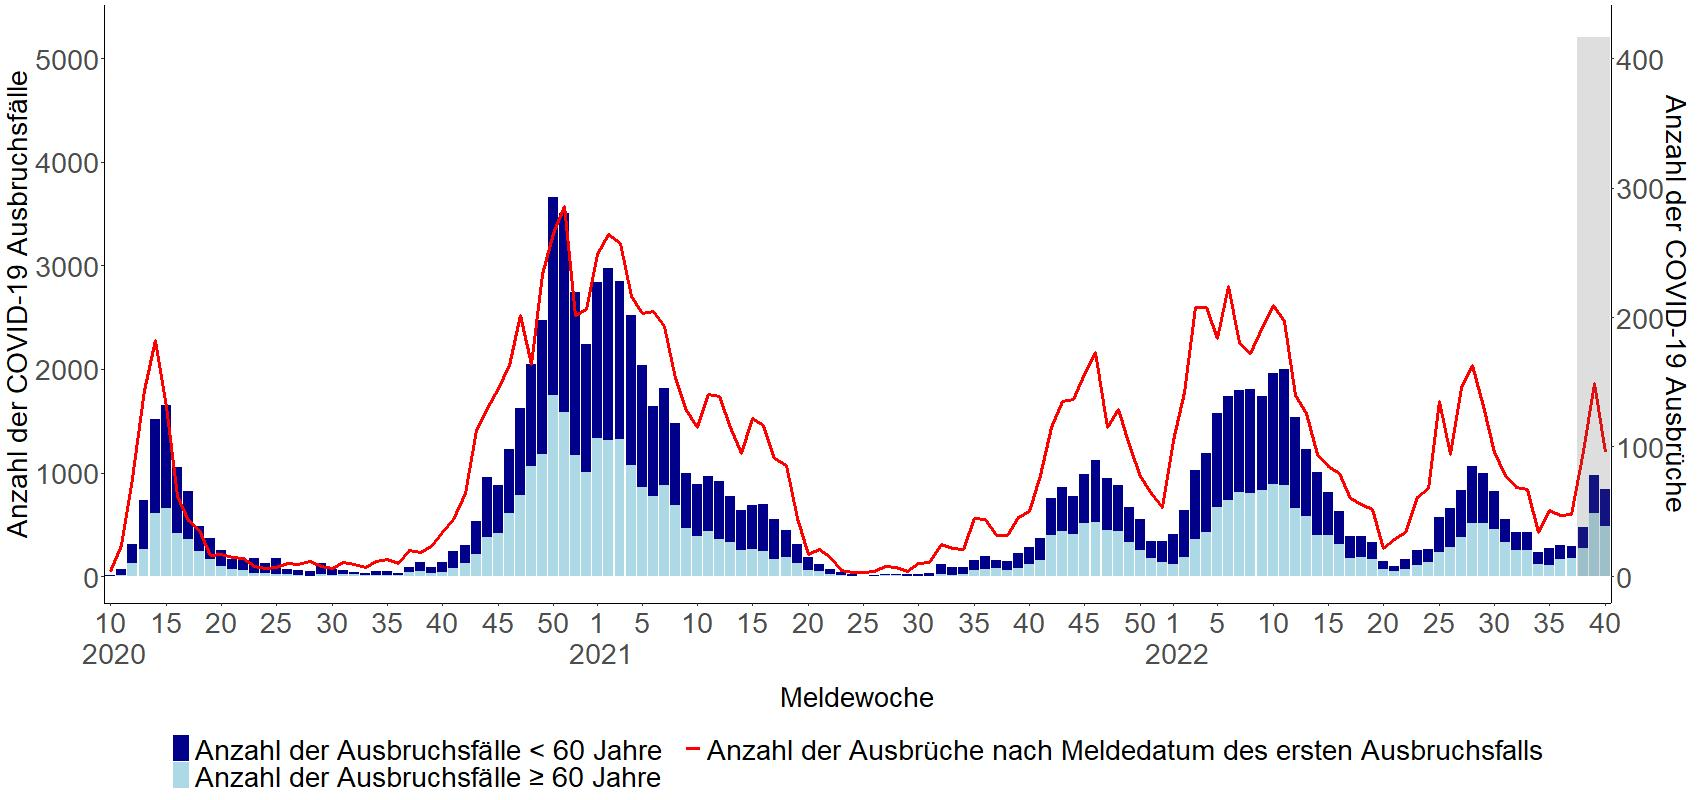 5000
4000
3000
2000
1000
0
Anzahl der COVID-19 Ausbruchsfälle
400
300
200
100
0
Anzahl der COVID-19 Ausbrüche
10 15 20 25 30 35 40 45 50 1 5 10 15 20 25 30 35 40 45 50 1 5 10 15 20 25 30 35 40
2020 2021 2022
Meldewoche
Anzahl der Ausbruchsfälle < 60 Jahre Anzahl der Ausbrüche nach Meldedatum des ersten Ausbruchsfalls
Anzahl der Ausbruchsfälle ≥ 60 Jahre